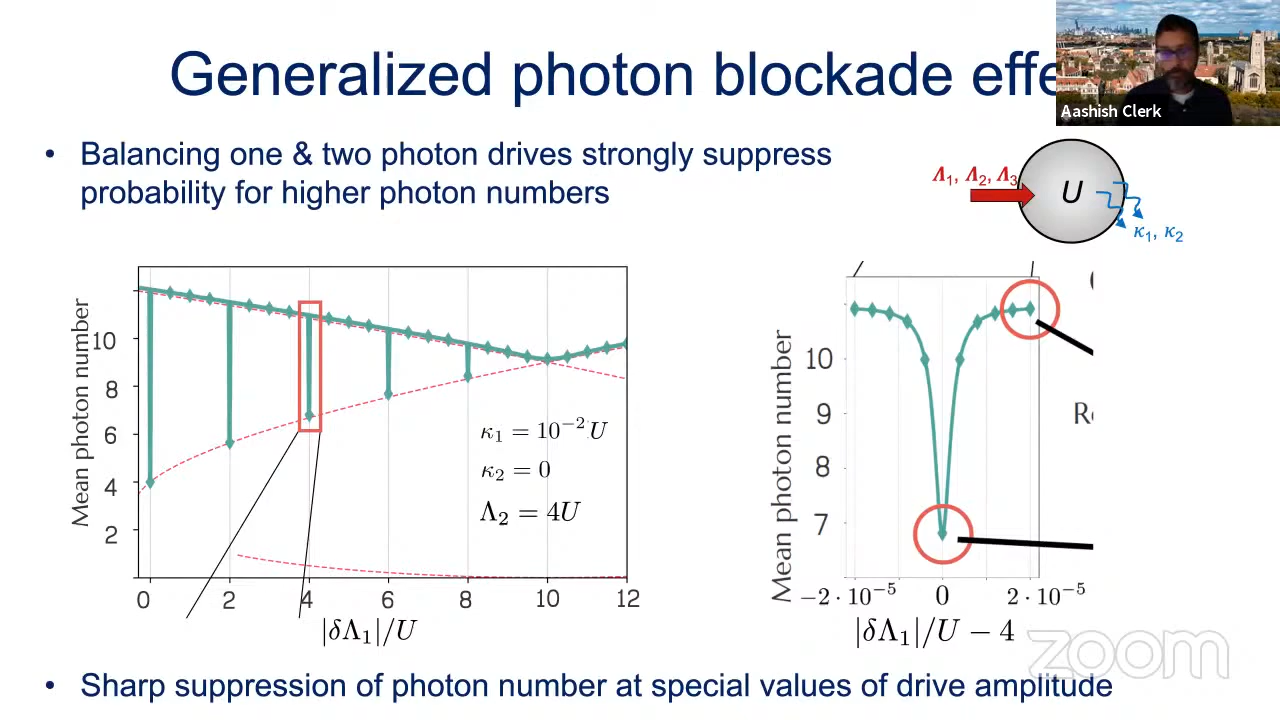 Generalized photon blockade effe
Aashish Clerk
• Balancing one & two photon drives strongly suppress
probability for higher photon numbers
Λ₁, Λ₂, Λ₃
U
κ₁, κ₂
Mean photon number
10
8
6
4
2
0 2 4 6 8 10 12
|δΛ₁|/U
κ₁ = 10⁻² U
κ₂ = 0
Λ₂ = 4U
Mean photon number
10
9
8
7
−2 · 10⁻⁵ 0 2 · 10⁻⁵
|δΛ₁|/U − 4
• Sharp suppression of photon number at special values of drive amplitude
zoom